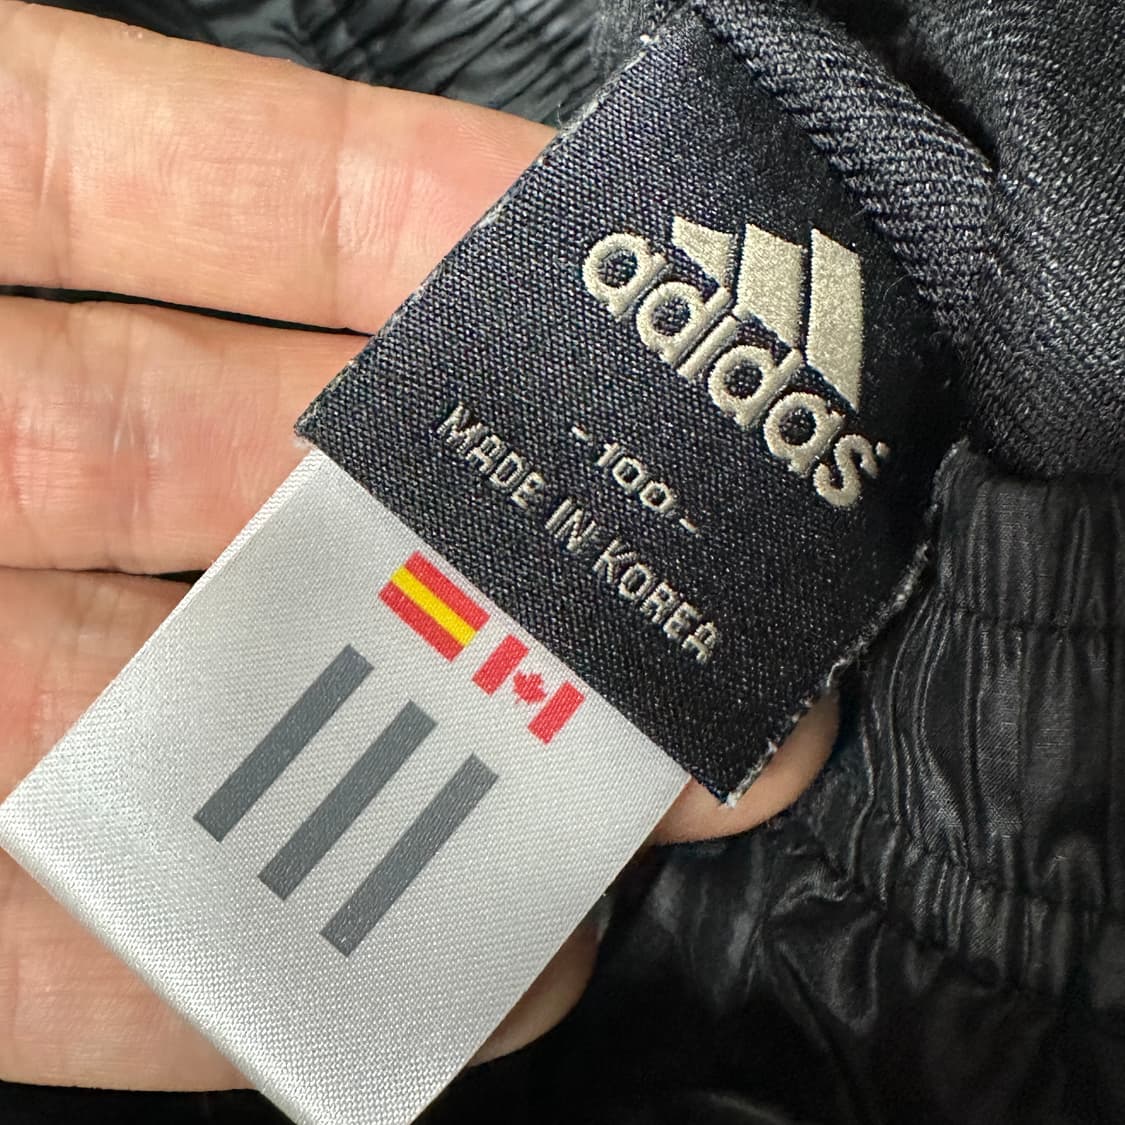 adidas
-100-
MADE IN KOREA